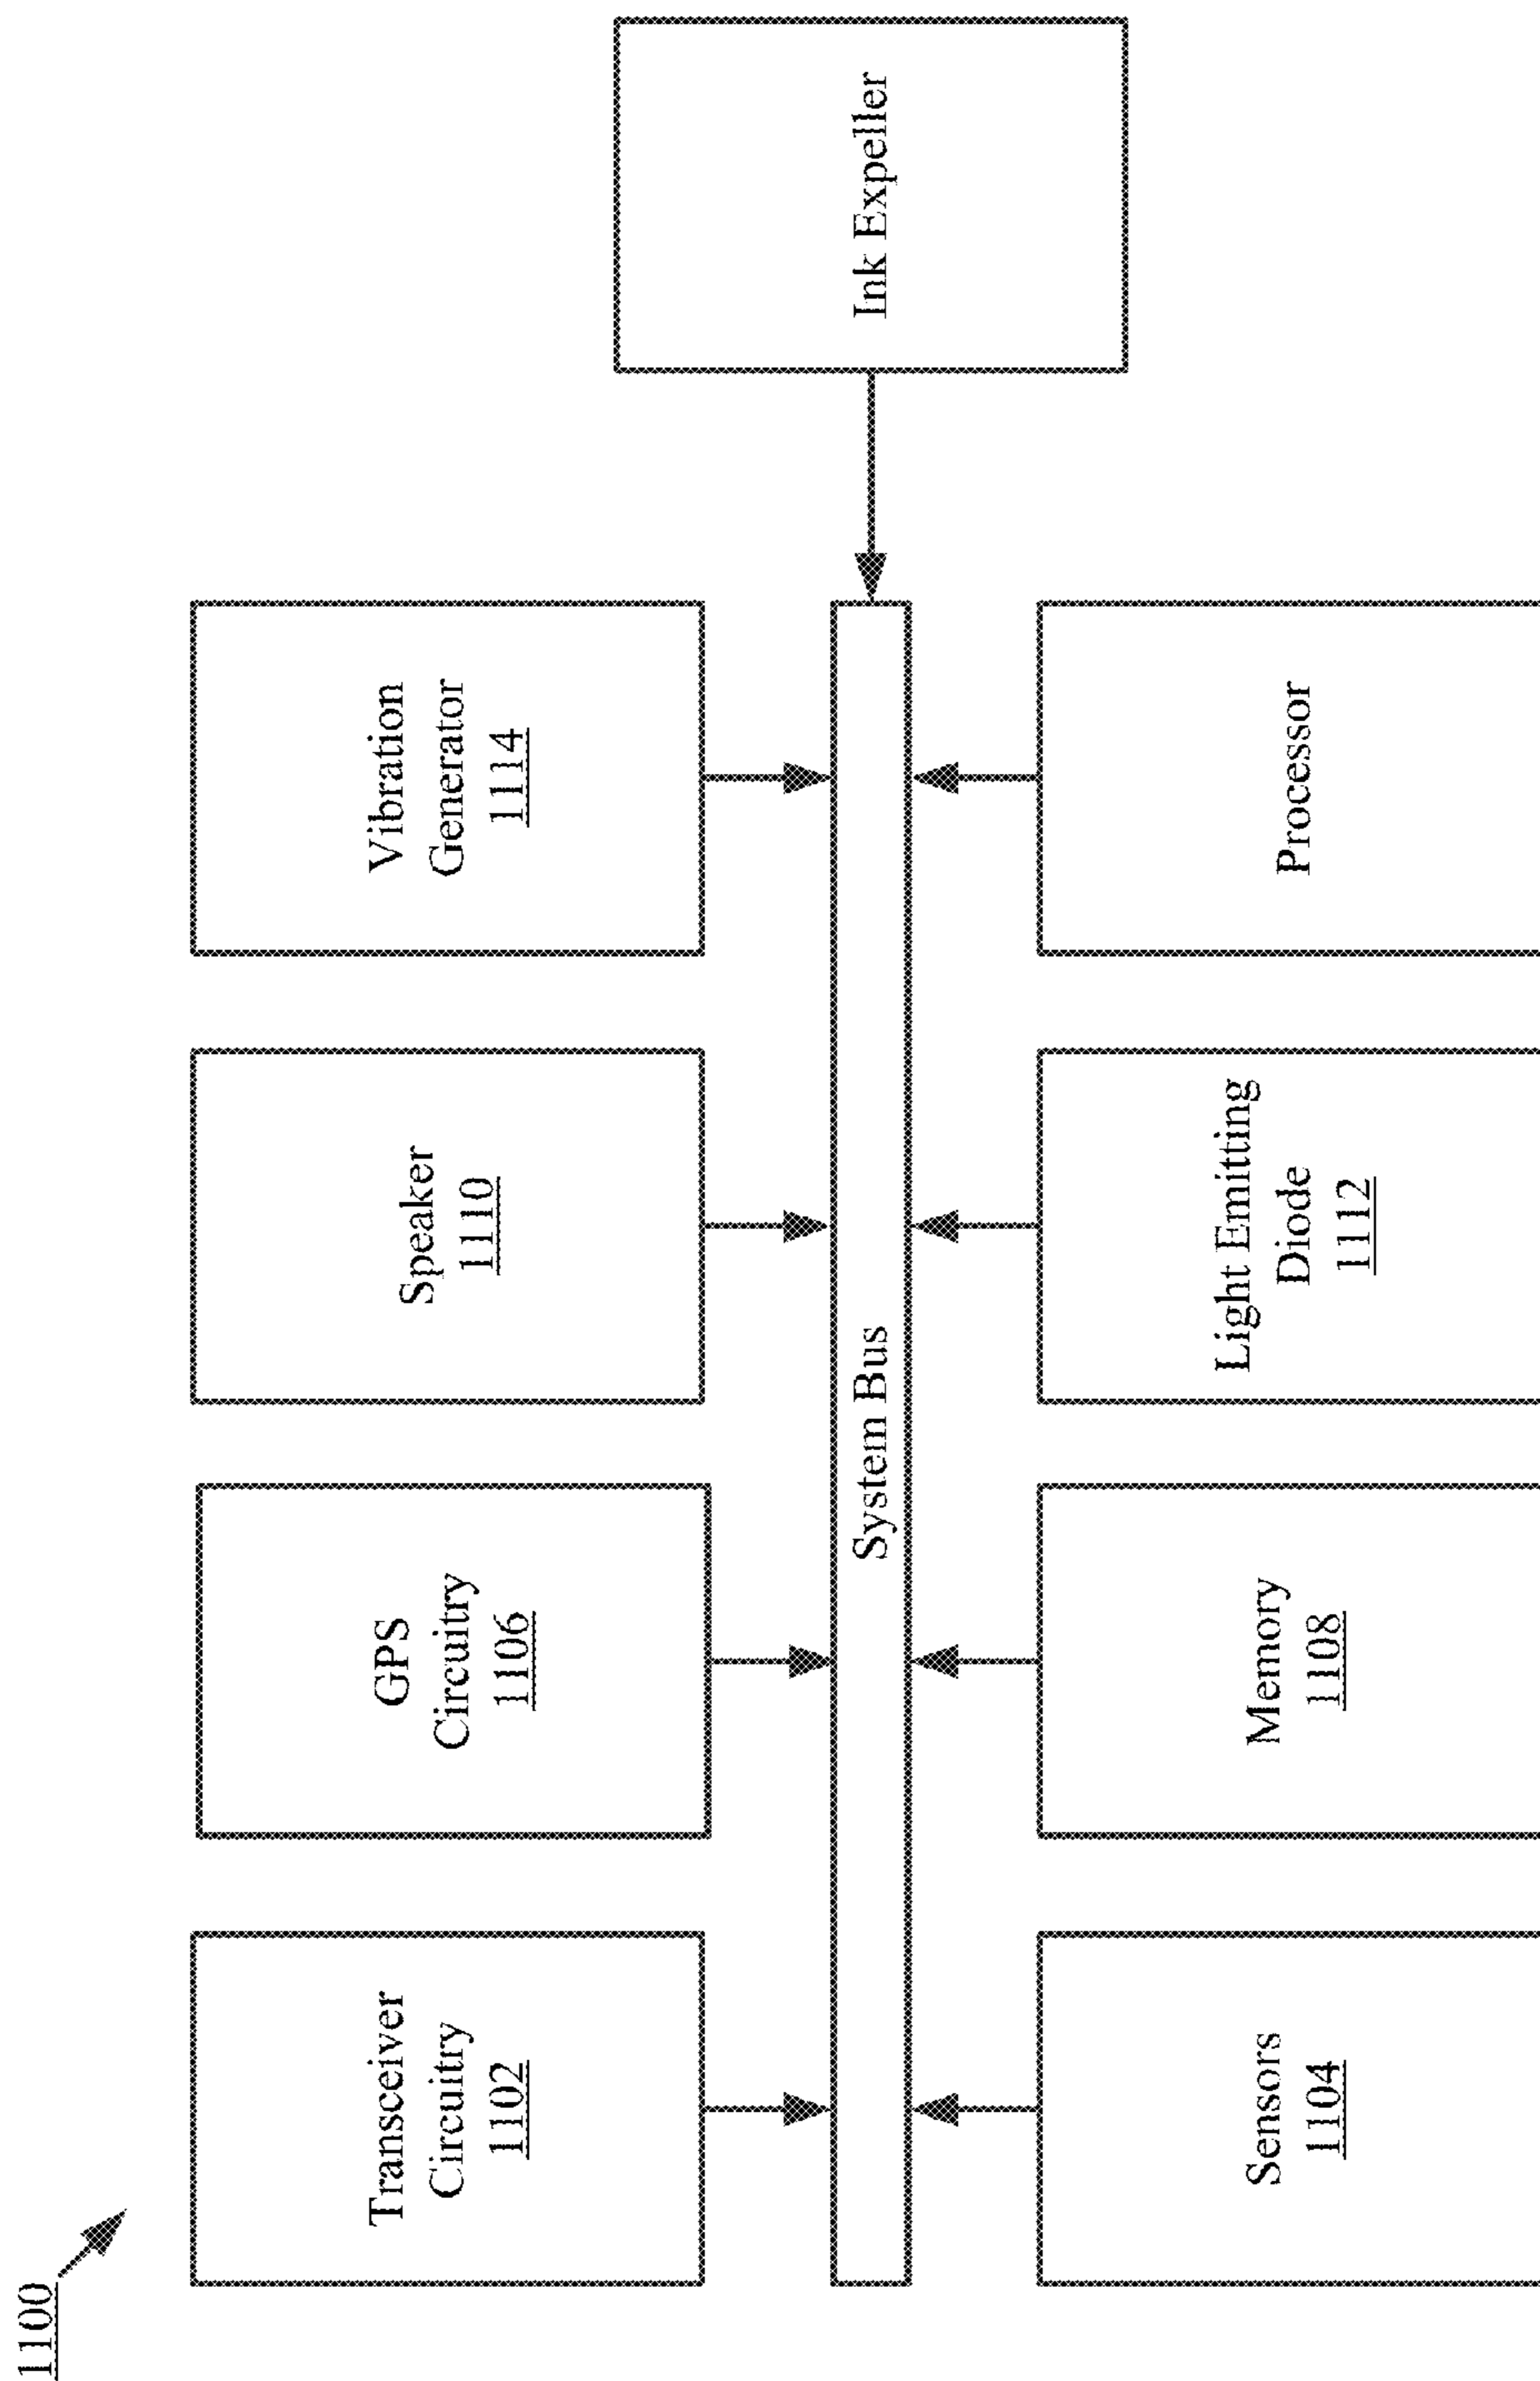 1100
Transceiver
Circuitry
1102
GPS
Circuitry
1106
Speaker
1110
Vibration
Generator
1114
System Bus
Ink Expeller
Sensors
1104
Memory
1108
Light Emitting
Diode
1112
Processor